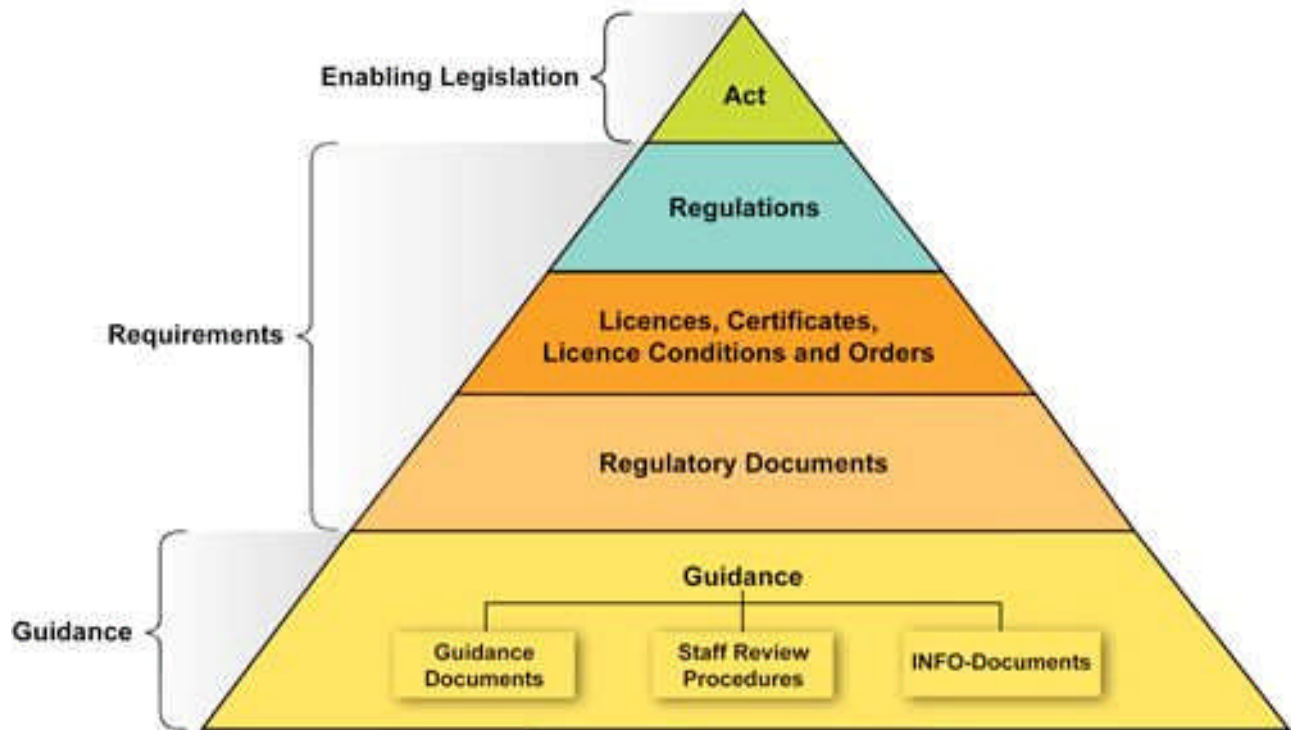 Enabling Legislation
Act
Regulations
Requirements
Licences, Certificates,
Licence Conditions and Orders
Regulatory Documents
Guidance
Guidance
Guidance
Documents
Staff Review
Procedures
INFO-Documents